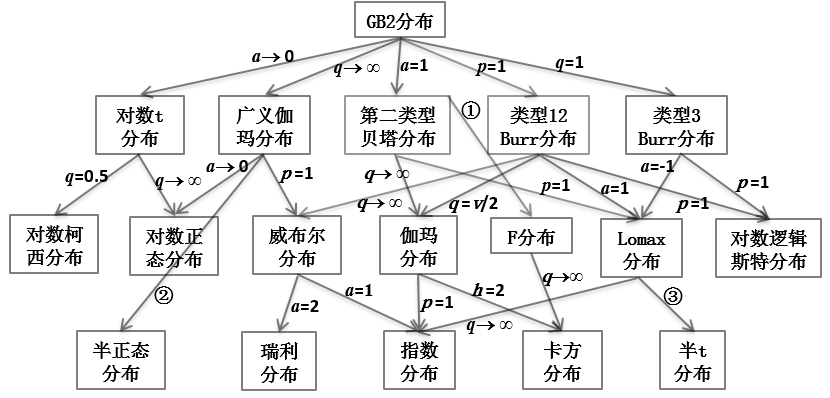 GB2分布
a→0
q→∞
a=1
p=1
q=1
对数t
分布
广义伽
玛分布
第二类型
贝塔分布
①
类型12
Burr分布
类型3
Burr分布
q=0.5
q→∞
a→0
p=1
q→∞
q→∞
q=v/2
p=1
a=1
a=-1
p=1
p=1
对数柯
西分布
对数正
态分布
威布尔
分布
伽玛
分布
F分布
Lomax
分布
对数逻辑
斯特分布
②
a=2
a=1
p=1
h=2
q→∞
q→∞
③
半正态
分布
瑞利
分布
指数
分布
卡方
分布
半t
分布